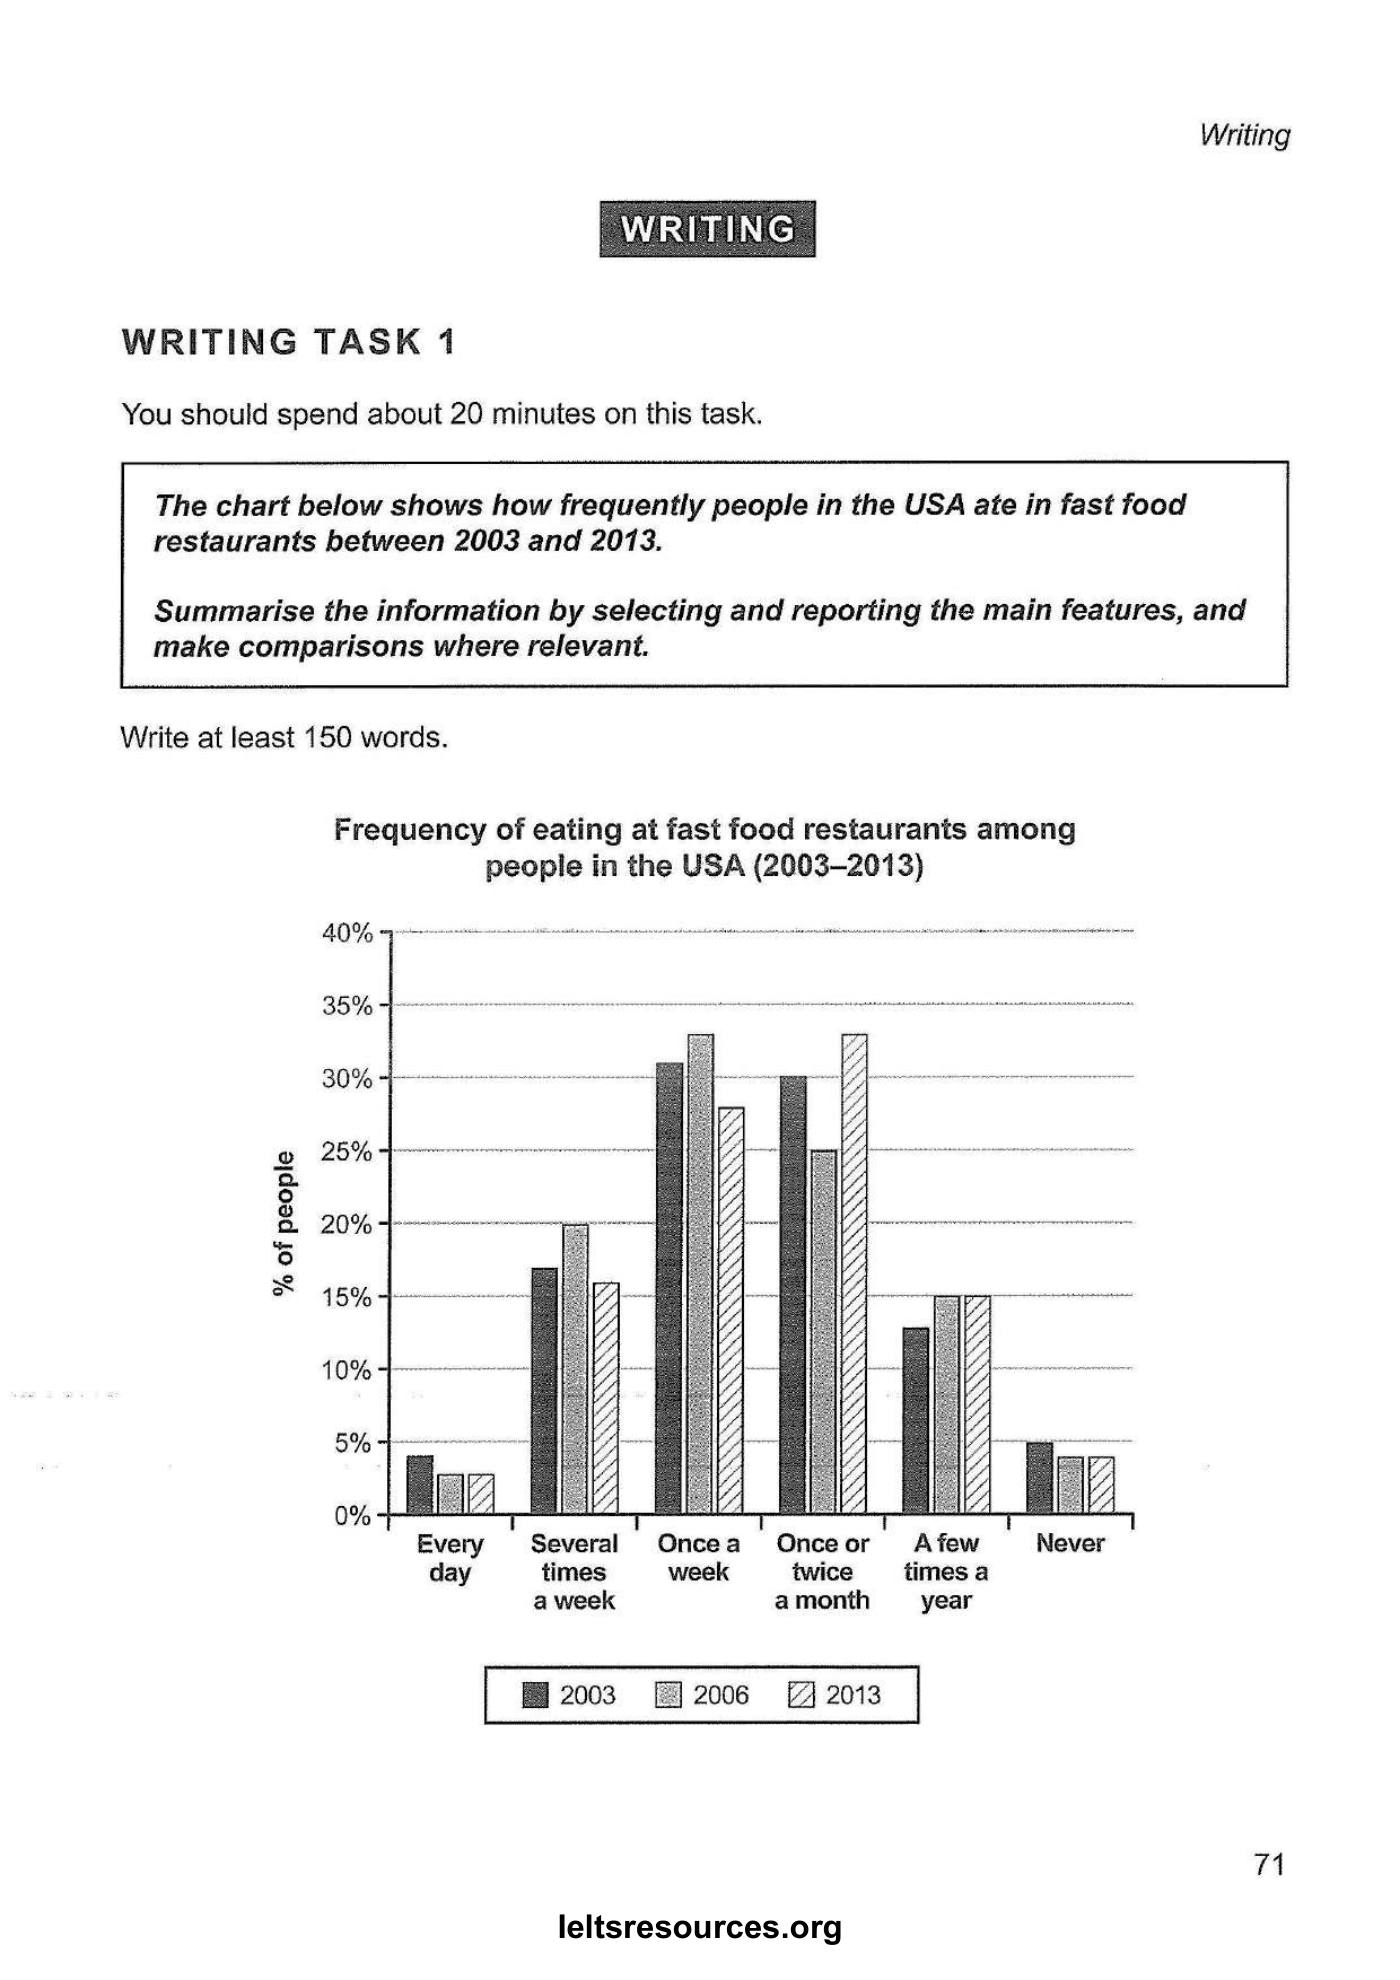 Writing
WRITING
WRITING TASK 1
You should spend about 20 minutes on this task.
The chart below shows how frequently people in the USA ate in fast food
restaurants between 2003 and 2013.
Summarise the information by selecting and reporting the main features, and
make comparisons where relevant.
Write at least 150 words.
Frequency of eating at fast food restaurants among
people in the USA (2003–2013)
% of people
40%
35%
30%
25%
20%
15%
10%
5%
0%
Every
day
Several
times
a week
Once a
week
Once or
twice
a month
A few
times a
year
Never
2003 2006 2013
71
Ieltsresources.org